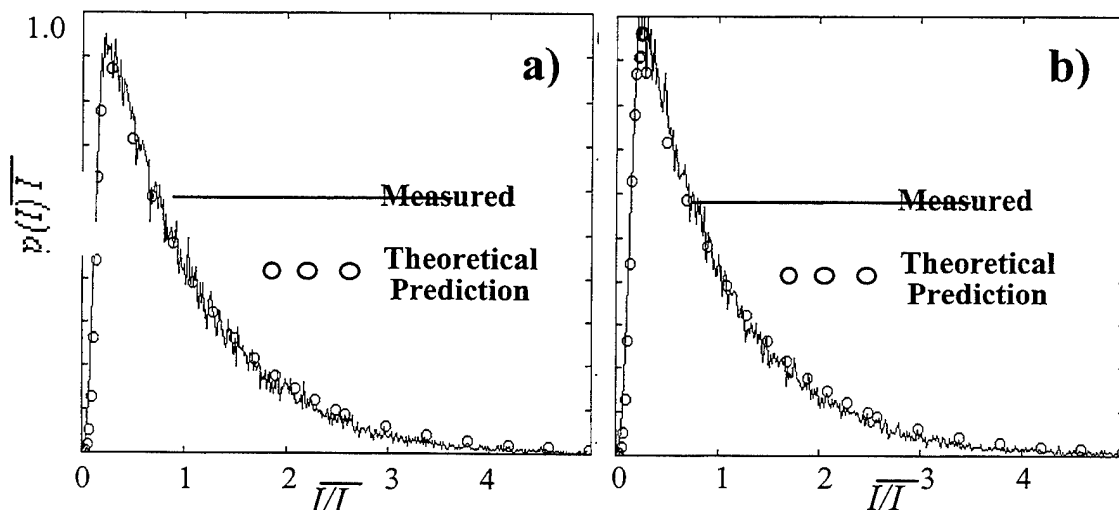 1.0
a)
p(I) I
Measured
Theoretical
Prediction
0 1 2 3 4
I/I
b)
Measured
Theoretical
Prediction
0 1 2 3 4
I/I